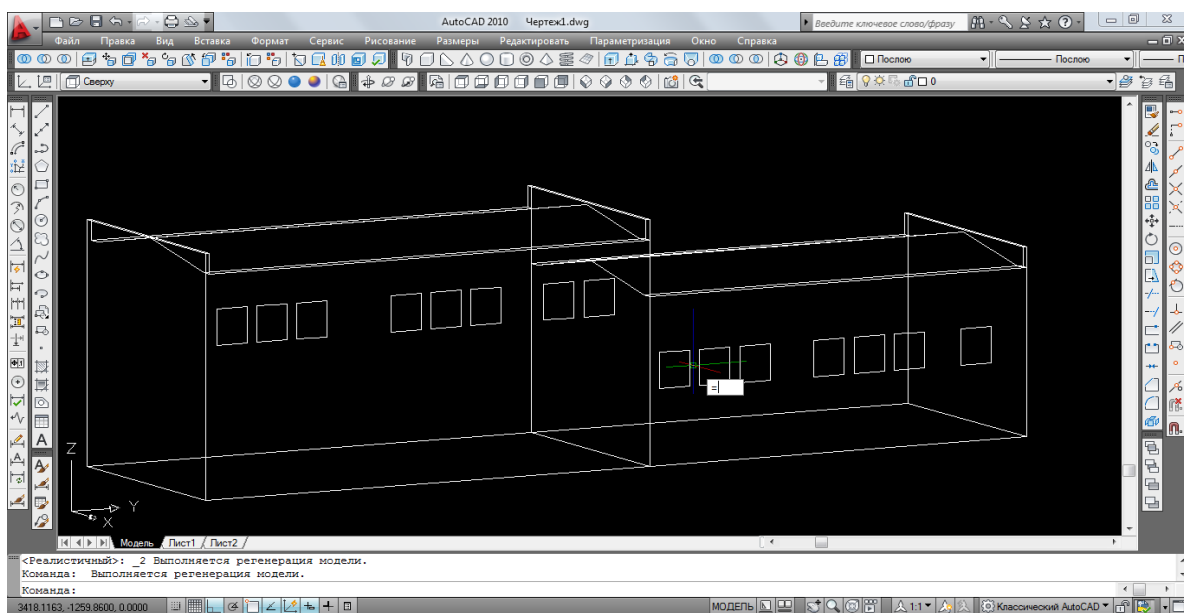 AutoCAD 2010 Чертеж1.dwg
Введите ключевое слово/фразу
Файл Правка Вид Вставка Формат Сервис Рисование Размеры Редактировать Параметризация Окно Справка
Послою Послою
Сверху 0
=
Z
Y
X
Модель Лист1 Лист2
<Реалистичный>: _2 Выполняется регенерация модели.
Команда: Выполняется регенерация модели.
Команда:
3418.1163, -1259.8600, 0.0000 МОДЕЛЬ 1:1 Классический AutoCAD